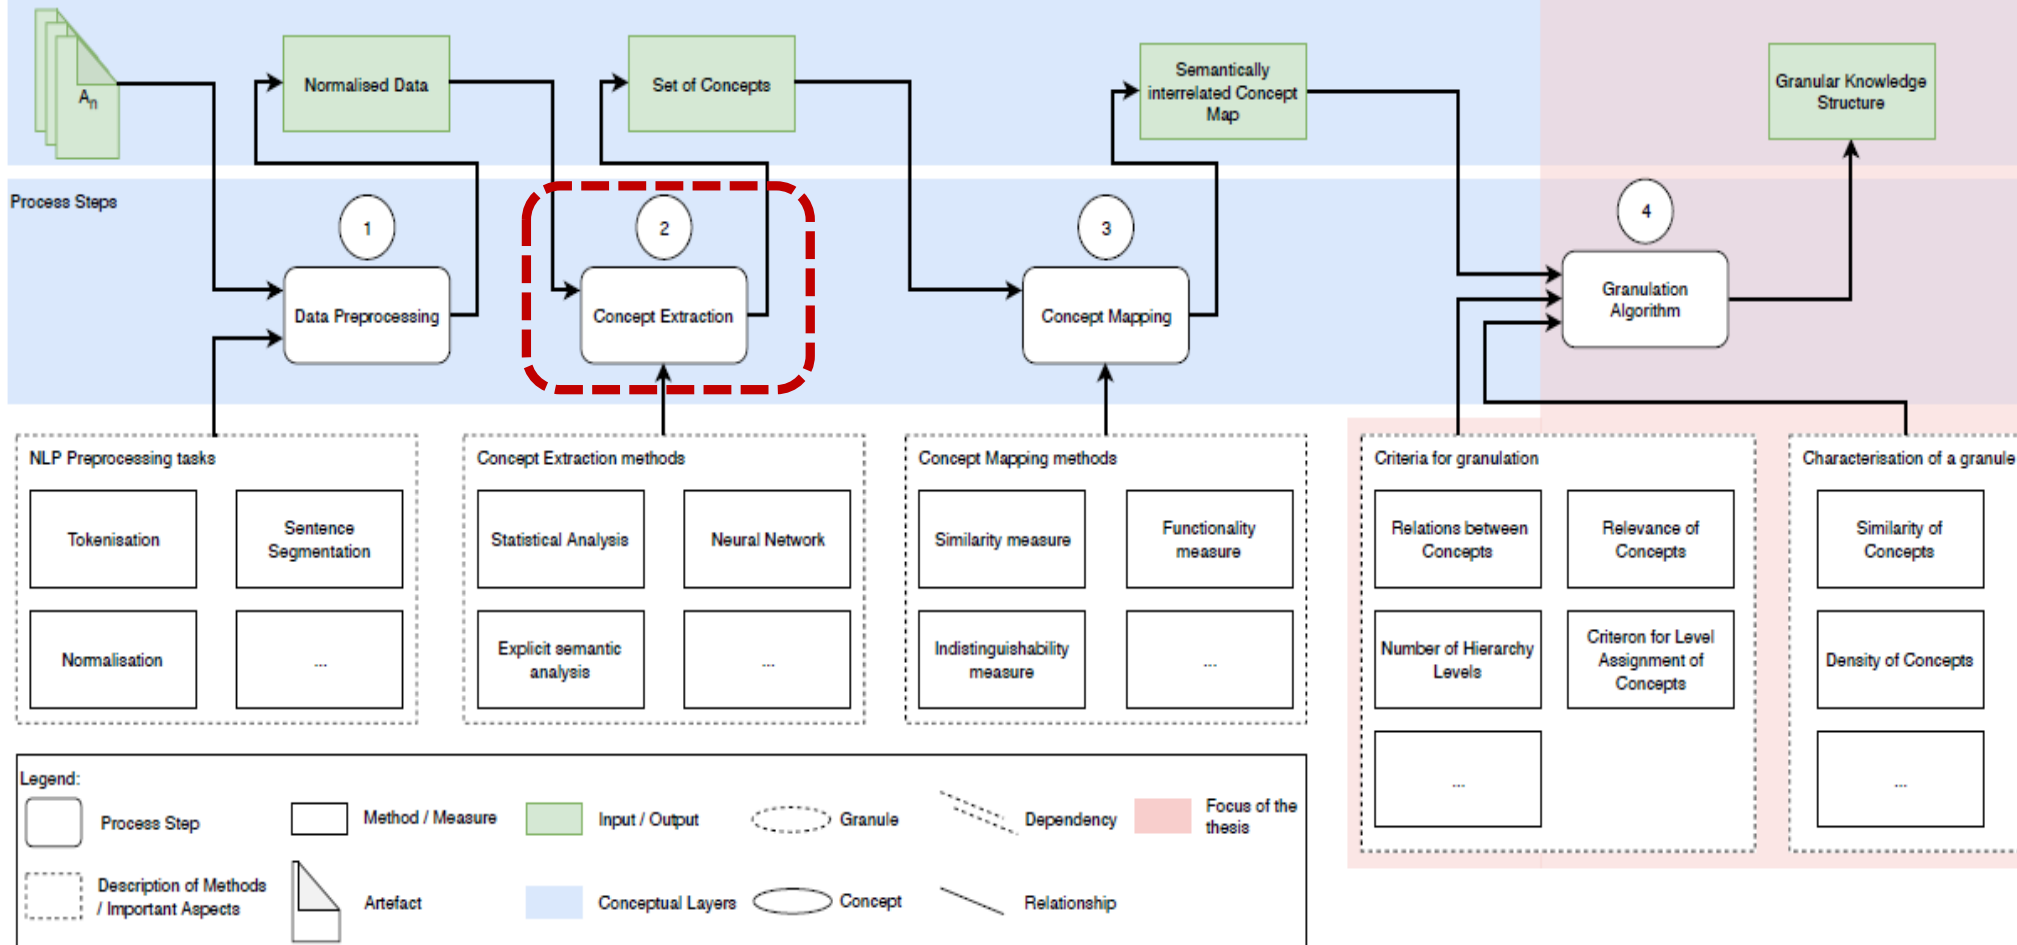 An
Normalised Data
Set of Concepts
Semantically
interrelated Concept
Map
Granular Knowledge
Structure
Process Steps
1
2
3
4
Data Preprocessing
Concept Extraction
Concept Mapping
Granulation
Algorithm
NLP Preprocessing tasks
Tokenisation
Sentence
Segmentation
Normalisation
...
Concept Extraction methods
Statistical Analysis
Neural Network
Explicit semantic
analysis
...
Concept Mapping methods
Similarity measure
Functionality
measure
Indistinguishability
measure
...
Criteria for granulation
Relations between
Concepts
Relevance of
Concepts
Number of Hierarchy
Levels
Criteron for Level
Assignment of
Concepts
...
Characterisation of a granule
Similarity of
Concepts
Density of Concepts
...
Legend:
Process Step
Method / Measure
Input / Output
Granule
Dependency
Focus of the
thesis
Description of Methods
/ Important Aspects
Artefact
Conceptual Layers
Concept
Relationship